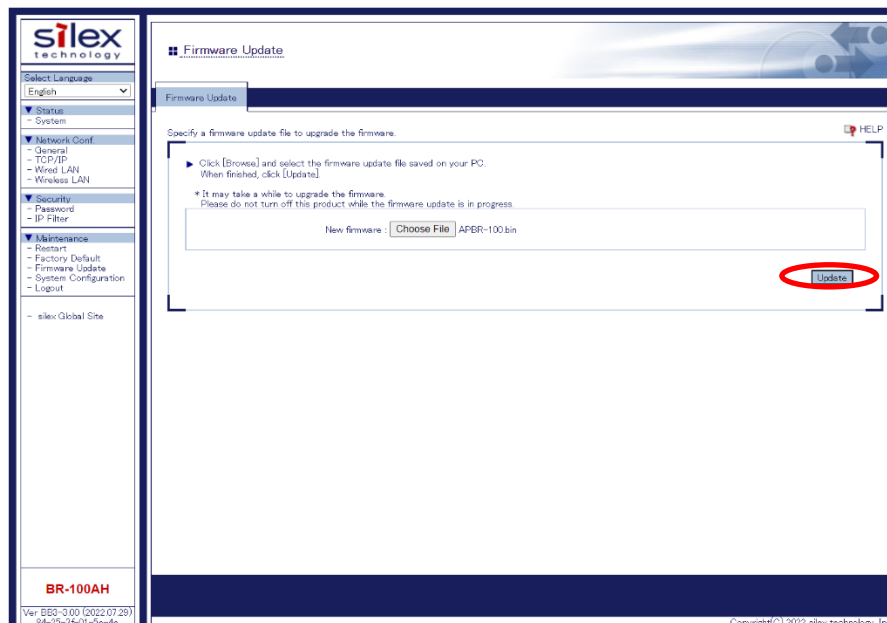 silex
technology
Select Language
English
▼ Status
- System
▼ Network Conf.
- General
- TCP/IP
- Wired LAN
- Wireless LAN
▼ Security
- Password
- IP Filter
▼ Maintenance
- Restart
- Factory Default
- Firmware Update
- System Configuration
- Logout
- silex Global Site
BR-100AH
Ver BB3-3.00 (2022.07.29)
Firmware Update
Firmware Update
Specify a firmware update file to upgrade the firmware.
HELP
Click [Browse] and select the firmware update file saved on your PC.
When finished, click [Update].
* It may take a while to upgrade the firmware.
Please do not turn off this product while the firmware update is in progress.
New firmware : Choose File APBR-100.bin
Update
Copyright(C) 2022 silex technology, In